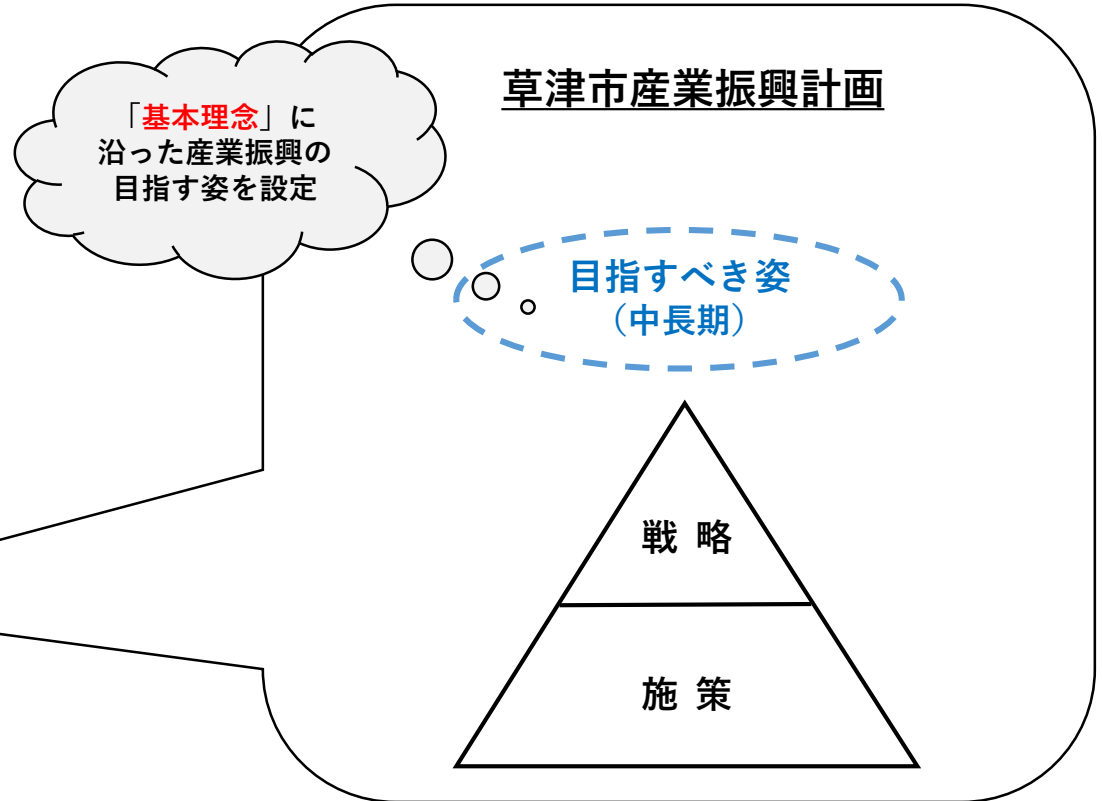 草津市産業振興計画
「基本理念」に
沿った産業振興の
目指す姿を設定
目指すべき姿
（中長期）
戦 略
施 策